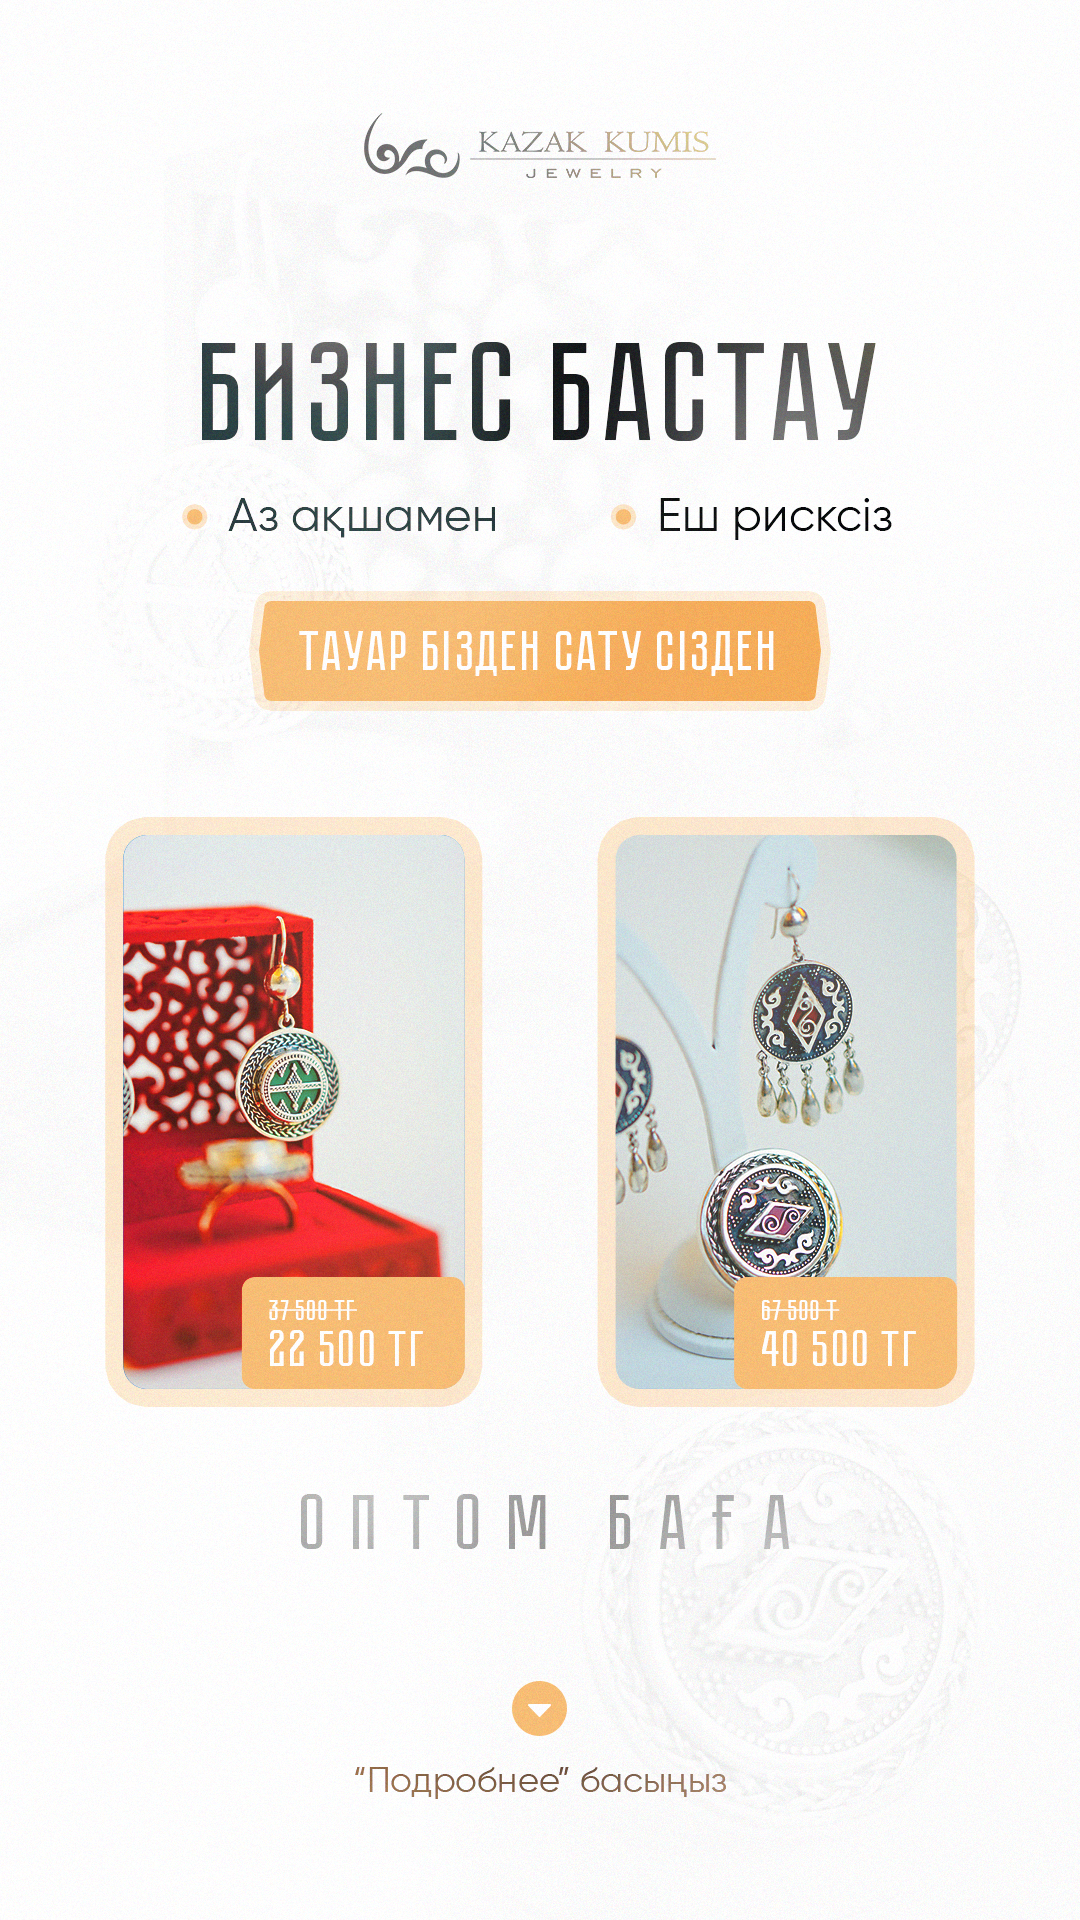 KAZAK KUMIS
JEWELRY
БИЗНЕС БАСТАУ
Аз ақшамен
Еш рисксіз
ТАУАР БІЗДЕН САТУ СІЗДЕН
37 500 ТГ
22 500 ТГ
67 500 Т
40 500 ТГ
ОПТОМ БАҒА
“Подробнее” басыңыз